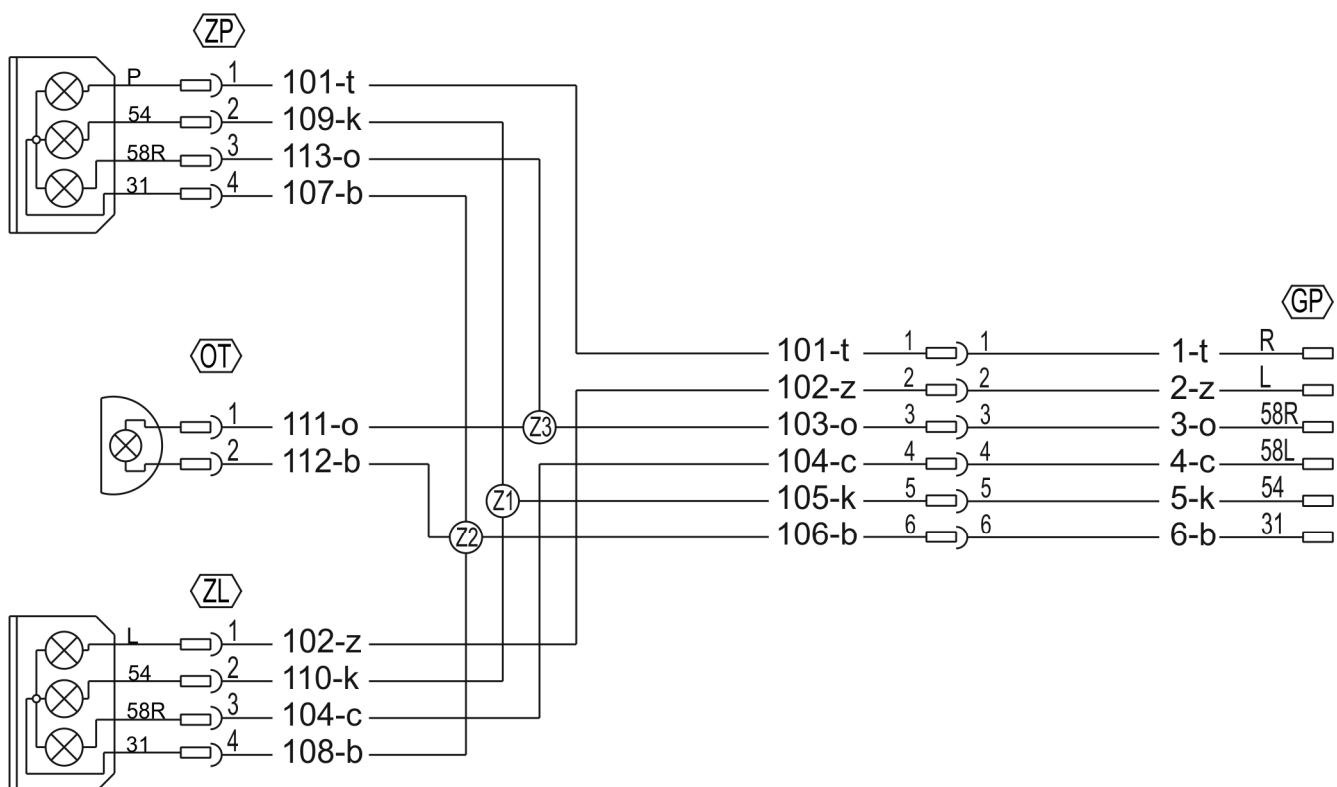 ZP
P 1 101-t
54 2 109-k
58R 3 113-o
31 4 107-b
GP
OT
101-t 1 1 1-t R
102-z 2 2 2-z L
1 111-o Z3 103-o 3 3 3-o 58R
2 112-b 104-c 4 4 4-c 58L
Z1 105-k 5 5 5-k 54
Z2 106-b 6 6 6-b 31
ZL
L 1 102-z
54 2 110-k
58R 3 104-c
31 4 108-b